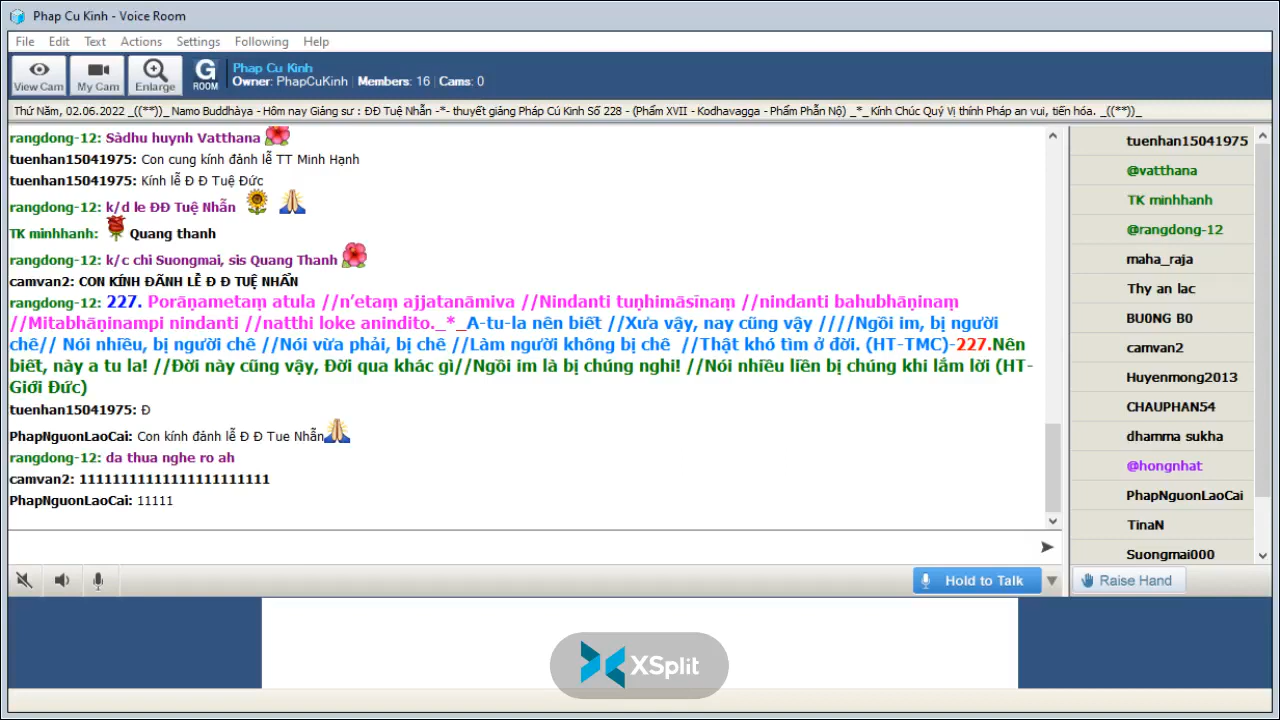 Phap Cu Kinh - Voice Room
File Edit Text Actions Settings Following Help
View Cam My Cam Enlarge G ROOM
Phap Cu Kinh
Owner: PhapCuKinh | Members: 16 | Cams: 0
Thứ Năm, 02.06.2022 _((**))_ Namo Buddhàya - Hôm nay Giảng sư : ĐĐ Tuệ Nhẫn -*- thuyết giảng Pháp Cú Kinh Số 228 - (Phẩm XVII - Kodhavagga - Phẩm Phẫn Nộ) _*_ Kính Chúc Quý Vị thính Pháp an vui, tiến hóa. _((**))_
rangdong-12: Sàdhu huynh Vatthana
tuenhan15041975: Con cung kính đảnh lễ TT Minh Hạnh
tuenhan15041975: Kính lễ Đ Đ Tuệ Đức
rangdong-12: k/d le ĐĐ Tuệ Nhẫn
TK minhhanh: Quang thanh
rangdong-12: k/c chi Suongmai, sis Quang Thanh
camvan2: CON KÍNH ĐÃNH LỄ Đ Đ TUỆ NHẪN
rangdong-12: 227. Porāṇametaṃ atula //n’etaṃ ajjatanāmiva //Nindanti tuṇhimāsīnaṃ //nindanti bahubhāṇinaṃ
//Mitabhāṇinampi nindanti //natthi loke anindito._*_A-tu-la nên biết //Xưa vậy, nay cũng vậy ////Ngồi im, bị người
chê// Nói nhiều, bị người chê //Nói vừa phải, bị chê //Làm người không bị chê //Thật khó tìm ở đời. (HT-TMC)-227.Nên
biết, này a tu la! //Đời này cũng vậy, Đời qua khác gì//Ngồi im là bị chúng nghi! //Nói nhiều liền bị chúng khi lắm lời (HT-
Giới Đức)
tuenhan15041975: Đ
PhapNguonLaoCai: Con kính đảnh lễ Đ Đ Tue Nhẫn
rangdong-12: da thua nghe ro ah
camvan2: 1111111111111111111111
PhapNguonLaoCai: 11111
tuenhan15041975
@vatthana
TK minhhanh
@rangdong-12
maha_raja
Thy an lac
BU0NG B0
camvan2
Huyenmong2013
CHAUPHAN54
dhamma sukha
@hongnhat
PhapNguonLaoCai
TinaN
Suongmai000
Hold to Talk
Raise Hand
XSplit